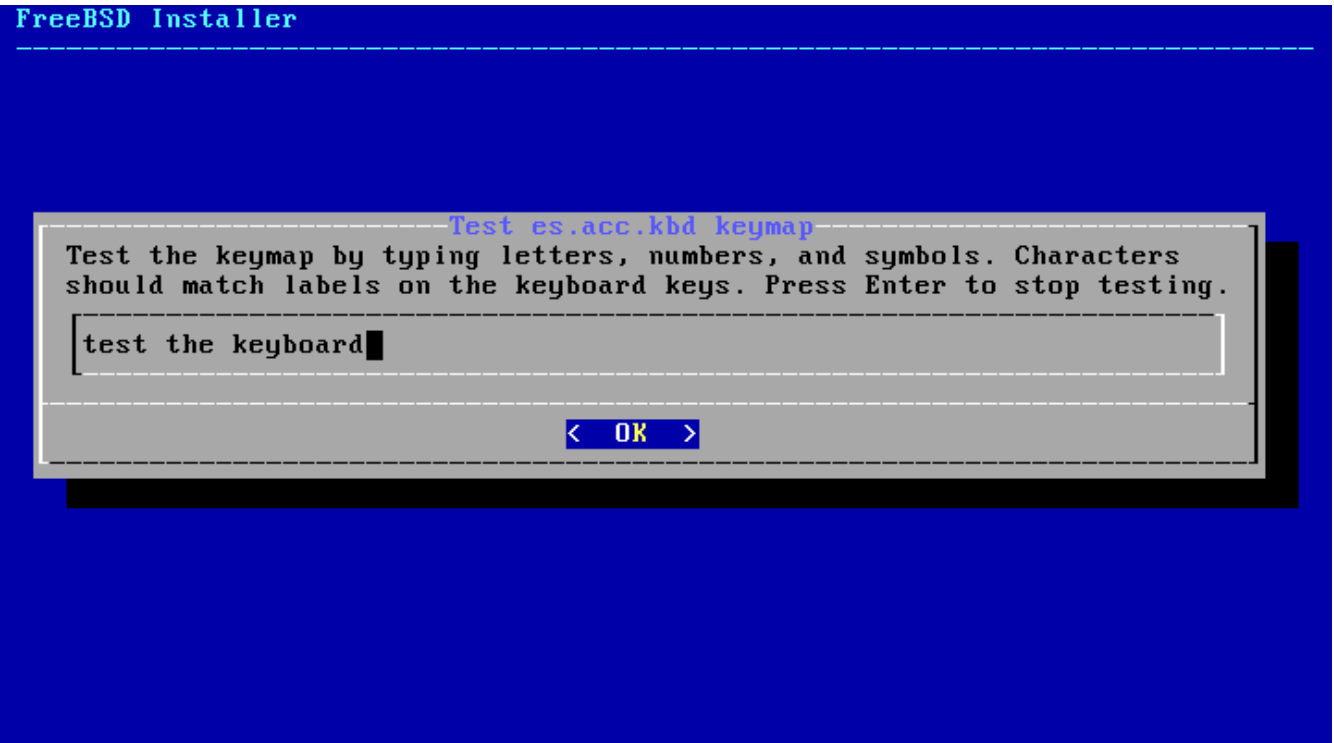 FreeBSD Installer
Test es.acc.kbd keymap
Test the keymap by typing letters, numbers, and symbols. Characters
should match labels on the keyboard keys. Press Enter to stop testing.
test the keyboard
< OK >